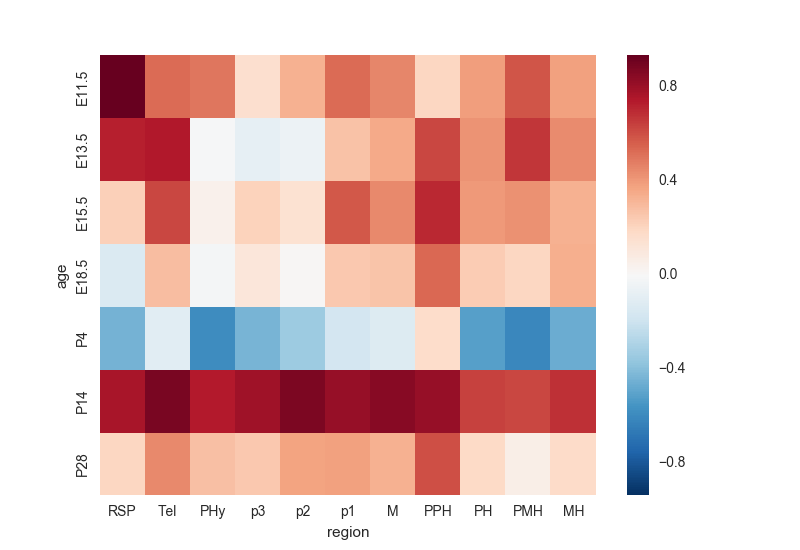 E11.5
E13.5
E15.5
E18.5
P4
P14
P28
age
RSP Tel PHy p3 p2 p1 M PPH PH PMH MH
region
0.8
0.4
0.0
−0.4
−0.8